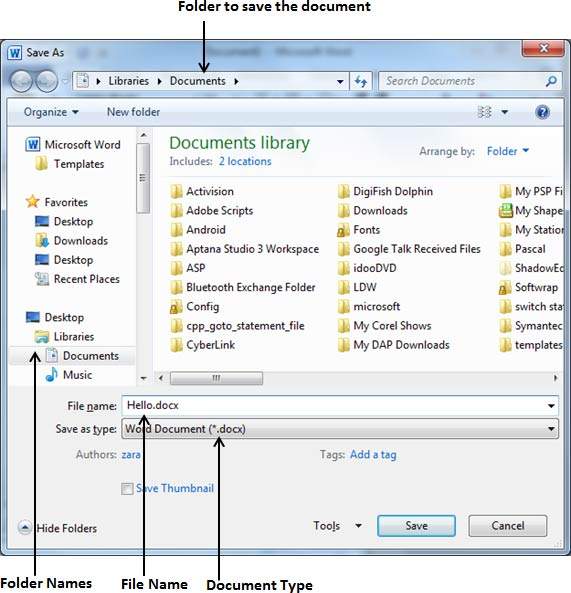 Folder to save the document
Save As
Libraries
Documents
Search Documents
Organize
New folder
Microsoft Word
Templates
Favorites
Desktop
Downloads
Desktop
Recent Places
Desktop
Libraries
Documents
Music
Documents library
Includes: 2 locations
Arrange by: Folder
Activision
Adobe Scripts
Android
Aptana Studio 3 Workspace
ASP
Bluetooth Exchange Folder
Config
cpp_goto_statement_file
CyberLink
DigiFish Dolphin
Downloads
Fonts
Google Talk Received Files
idooDVD
LDW
microsoft
My Corel Shows
My DAP Downloads
My PSP Fi
My Shape
My Station
Pascal
ShadowEd
Softwrap
switch sta
Symantec
templates
File name: Hello.docx
Save as type: Word Document (*.docx)
Authors: zara
Tags: Add a tag
Save Thumbnail
Hide Folders
Tools
Save
Cancel
Folder Names
File Name
Document Type